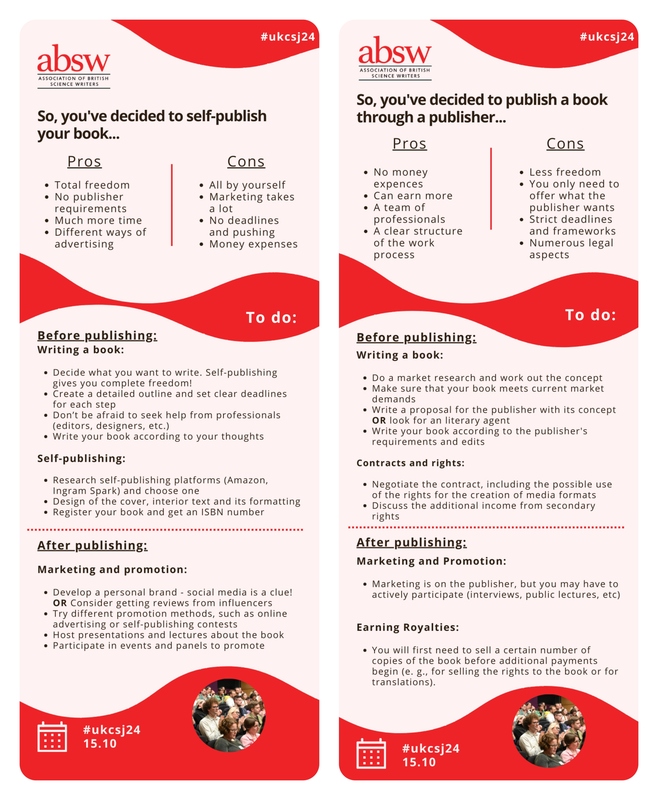 #ukcsj24
absw
ASSOCIATION OF BRITISH
SCIENCE WRITERS
So, you've decided to self-publish
your book...
Pros
Total freedom
No publisher
requirements
Much more time
Different ways of
advertising
Cons
All by yourself
Marketing takes
a lot
No deadlines
and pushing
Money expenses
To do:
Before publishing:
Writing a book:
Decide what you want to write. Self-publishing
gives you complete freedom!
Create a detailed outline and set clear deadlines
for each step
Don't be afraid to seek help from professionals
(editors, designers, etc.)
Write your book according to your thoughts
Self-publishing:
Research self-publishing platforms (Amazon,
Ingram Spark) and choose one
Design of the cover, interior text and its formatting
Register your book and get an ISBN number
After publishing:
Marketing and promotion:
Develop a personal brand - social media is a clue!
OR Consider getting reviews from influencers
Try different promotion methods, such as online
advertising or self-publishing contests
Host presentations and lectures about the book
Participate in events and panels to promote
#ukcsj24
15.10
#ukcsj24
absw
ASSOCIATION OF BRITISH
SCIENCE WRITERS
So, you've decided to publish a book
through a publisher...
Pros
No money
expences
Can earn more
A team of
professionals
A clear structure
of the work
process
Cons
Less freedom
You only need to
offer what the
publisher wants
Strict deadlines
and frameworks
Numerous legal
aspects
To do:
Before publishing:
Writing a book:
Do a market research and work out the concept
Make sure that your book meets current market
demands
Write a proposal for the publisher with its concept
OR look for an literary agent
Write your book according to the publisher's
requirements and edits
Contracts and rights:
Negotiate the contract, including the possible use
of the rights for the creation of media formats
Discuss the additional income from secondary
rights
After publishing:
Marketing and Promotion:
Marketing is on the publisher, but you may have to
actively participate (interviews, public lectures, etc)
Earning Royalties:
You will first need to sell a certain number of
copies of the book before additional payments
begin (e. g., for selling the rights to the book or for
translations).
#ukcsj24
15.10